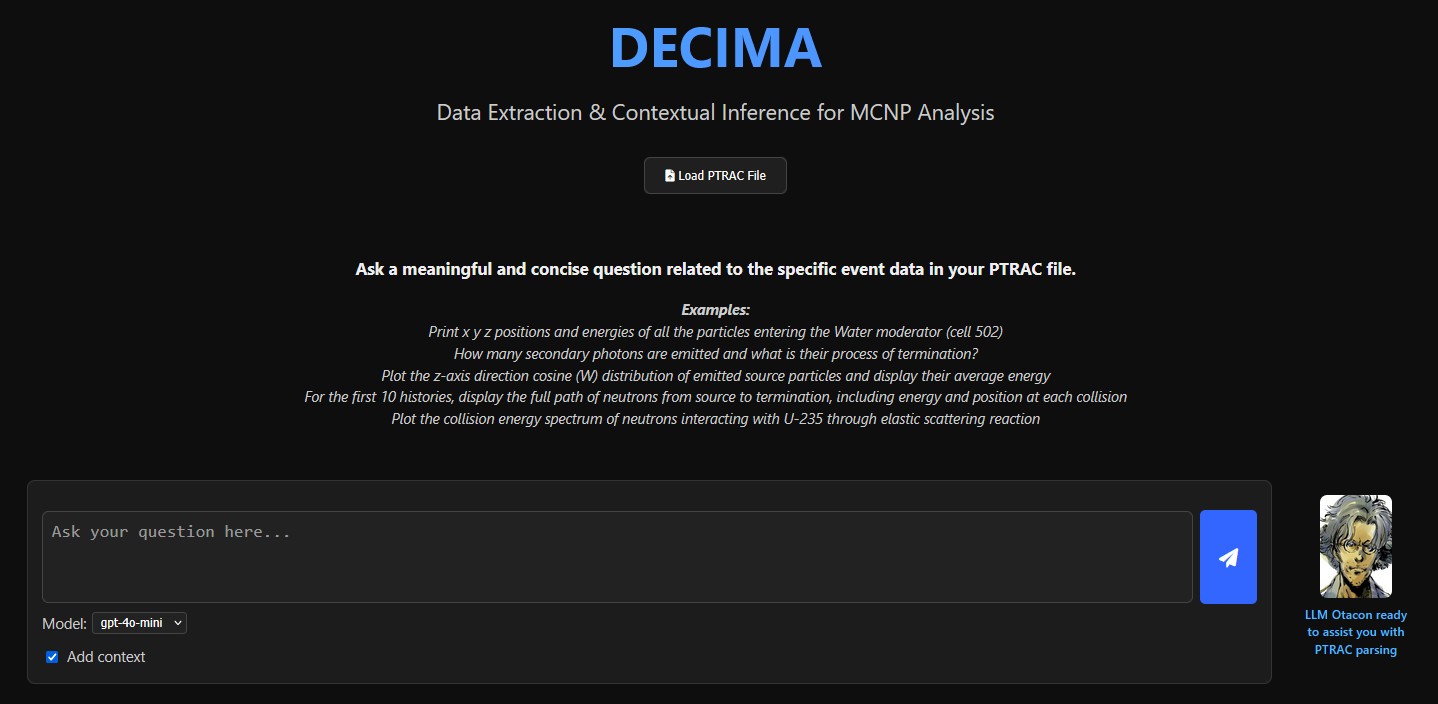 DECIMA
Data Extraction & Contextual Inference for MCNP Analysis
Load PTRAC File
Ask a meaningful and concise question related to the specific event data in your PTRAC file.
Examples:
Print x y z positions and energies of all the particles entering the Water moderator (cell 502)
How many secondary photons are emitted and what is their process of termination?
Plot the z-axis direction cosine (W) distribution of emitted source particles and display their average energy
For the first 10 histories, display the full path of neutrons from source to termination, including energy and position at each collision
Plot the collision energy spectrum of neutrons interacting with U-235 through elastic scattering reaction
Ask your question here...
Model: gpt-4o-mini
Add context
LLM Otacon ready
to assist you with
PTRAC parsing